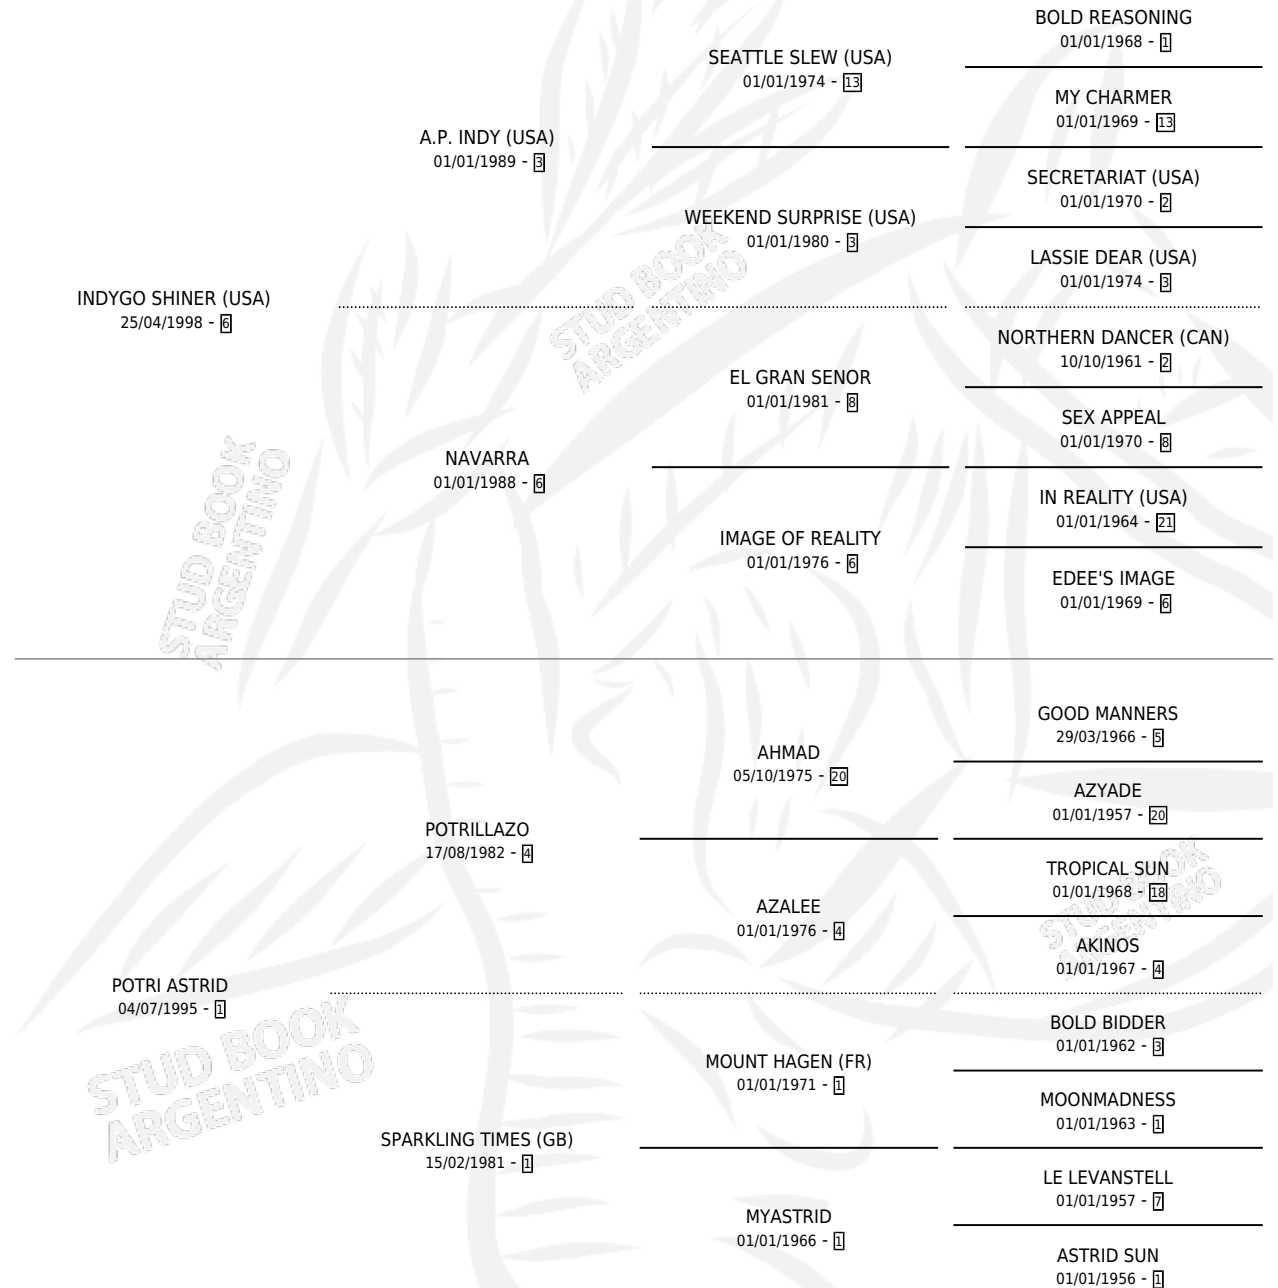 BOLD REASONING
01/01/1968 - 1
SEATTLE SLEW (USA)
01/01/1974 - 13
MY CHARMER
01/01/1969 - 13
A.P. INDY (USA)
01/01/1989 - 3
SECRETARIAT (USA)
01/01/1970 - 2
WEEKEND SURPRISE (USA)
01/01/1980 - 3
LASSIE DEAR (USA)
01/01/1974 - 3
INDYGO SHINER (USA)
25/04/1998 - 6
NORTHERN DANCER (CAN)
10/10/1961 - 2
EL GRAN SENOR
01/01/1981 - 8
SEX APPEAL
01/01/1970 - 8
NAVARRA
01/01/1988 - 6
IN REALITY (USA)
01/01/1964 - 21
IMAGE OF REALITY
01/01/1976 - 6
EDEE'S IMAGE
01/01/1969 - 6
GOOD MANNERS
29/03/1966 - 5
AHMAD
05/10/1975 - 20
AZYADE
01/01/1957 - 20
POTRILLAZO
17/08/1982 - 4
TROPICAL SUN
01/01/1968 - 18
AZALEE
01/01/1976 - 4
AKINOS
01/01/1967 - 4
POTRI ASTRID
04/07/1995 - 1
BOLD BIDDER
01/01/1962 - 3
MOUNT HAGEN (FR)
01/01/1971 - 1
MOONMADNESS
01/01/1963 - 1
SPARKLING TIMES (GB)
15/02/1981 - 1
LE LEVANSTELL
01/01/1957 - 7
MYASTRID
01/01/1966 - 1
ASTRID SUN
01/01/1956 - 1
STUD BOOK
ARGENTINO
STUD BOOK
ARGENTINO
STUD BOOK
ARGENTINO
STUD BOOK
ARGENTINO